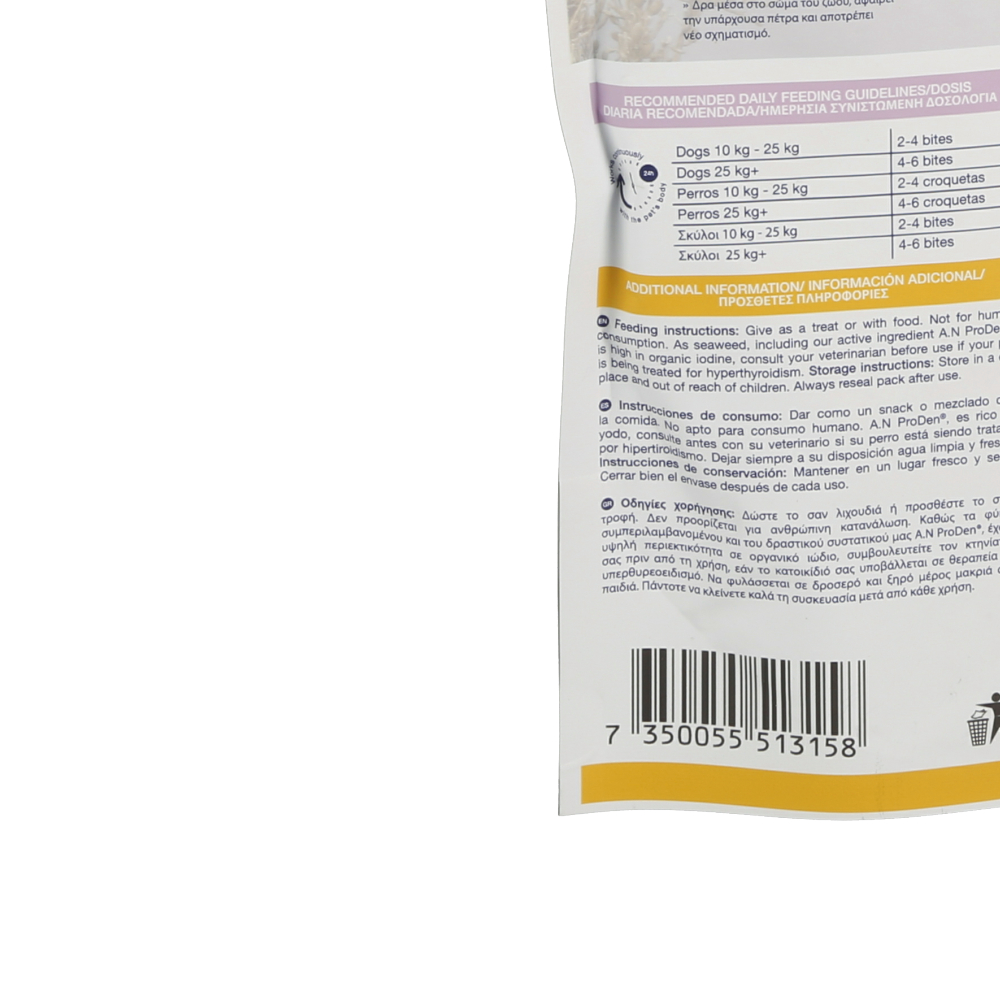 » Δρα μέσα στο σώμα του ζώου, αφαιρεί
την υπάρχουσα πέτρα και αποτρέπει
νέο σχηματισμό.
RECOMMENDED DAILY FEEDING GUIDELINES/DOSIS
DIARIA RECOMENDADA/ΗΜΕΡΗΣΙΑ ΣΥΝΙΣΤΩΜΕΝΗ ΔΟΣΟΛΟΓΙΑ
24h
with the pet's body
Dogs 10 kg - 25 kg 2-4 bites
Dogs 25 kg+ 4-6 bites
Perros 10 kg - 25 kg 2-4 croquetas
Perros 25 kg+ 4-6 croquetas
Σκύλοι 10 kg - 25 kg 2-4 bites
Σκύλοι 25 kg+ 4-6 bites
ADDITIONAL INFORMATION/ INFORMACIÓN ADICIONAL/
ΠΡΟΣΘΕΤΕΣ ΠΛΗΡΟΦΟΡΙΕΣ
EN Feeding instructions: Give as a treat or with food. Not for
consumption. As seaweed, including our active ingredient A.N
is high in organic iodine, consult your veterinarian before use if your
is being treated for hyperthyroidism. Storage instructions: Store in a
place and out of reach of children. Always reseal pack after use.
ES Instrucciones de consumo: Dar como un snack o mezclado
la comida. No apto para consumo humano. A.N ProDen®, es rico
yodo, consulte antes con su veterinario si su perro está siendo
por hipertiroidismo. Dejar siempre a su disposición agua limpia y
Instrucciones de conservación: Mantener en un lugar fresco y
Cerrar bien el envase después de cada uso.
GR Οδηγίες χορήγησης: Δώστε το σαν λιχουδιά ή προσθέστε το
τροφή. Δεν προορίζεται για ανθρώπινη κατανάλωση. Καθώς τα
συμπεριλαμβανομένου και του δραστικού συστατικού μας A.N ProDen®,
υψηλή περιεκτικότητα σε οργανικό ιώδιο, συμβουλευτείτε τον
σας πριν από τη χρήση, εάν το κατοικίδιό σας υποβάλλεται σε θεραπεία
υπερθυρεοειδισμό. Να φυλάσσεται σε δροσερό και ξηρό μέρος μακριά
παιδιά. Πάντοτε να κλείνετε καλά τη συσκευασία μετά από κάθε χρήση.
7 350055 513158